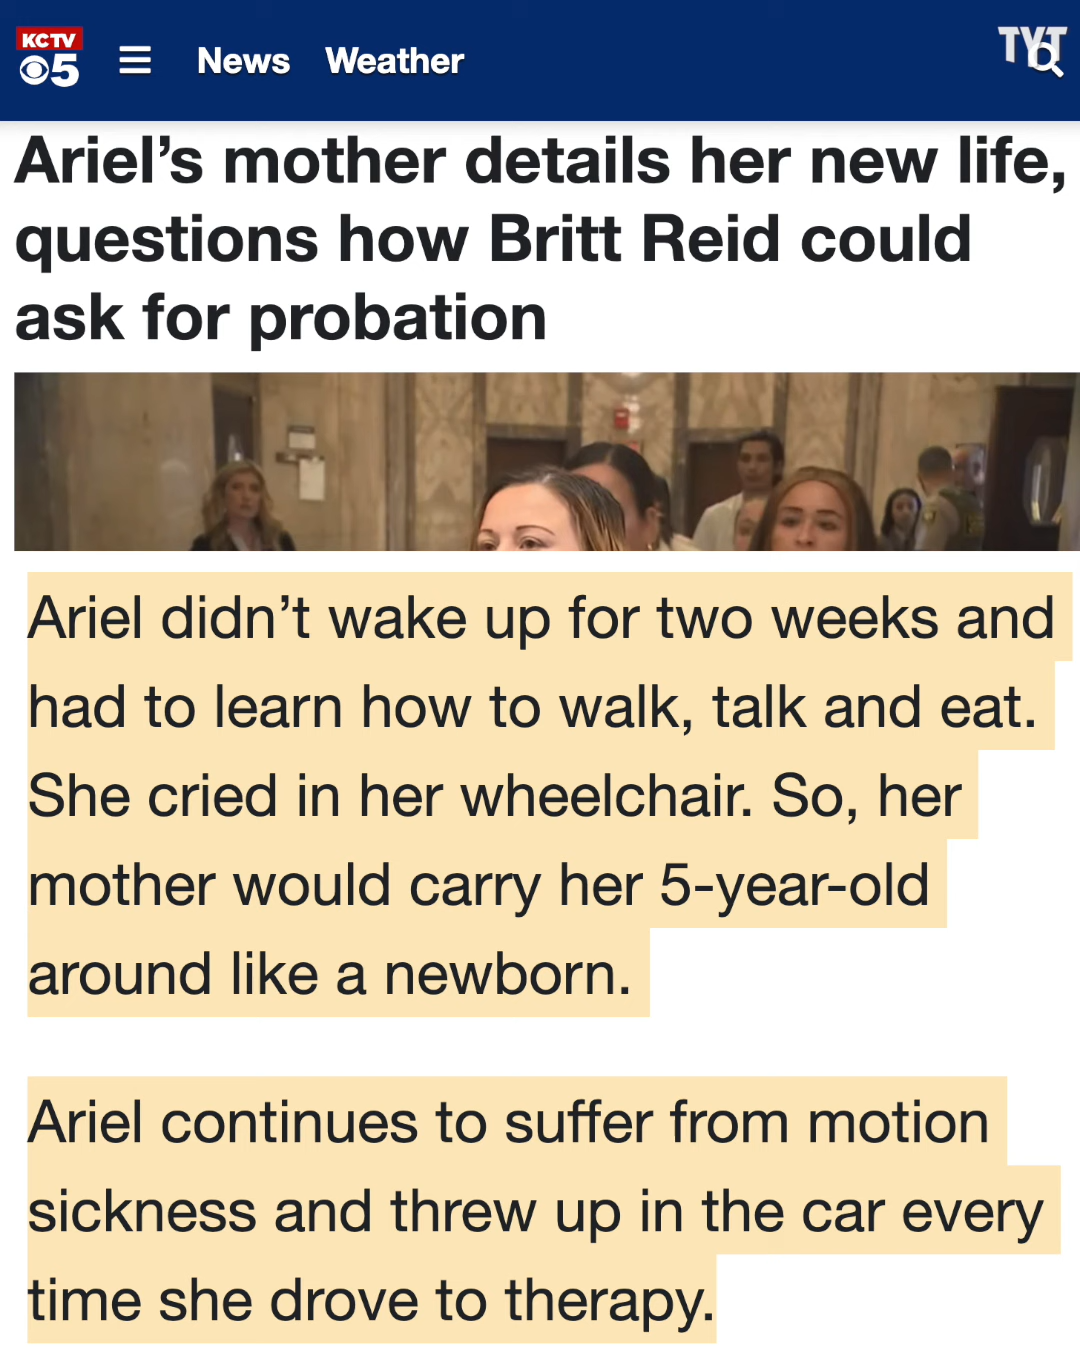 KCTV
5
News Weather
TYT
Ariel’s mother details her new life,
questions how Britt Reid could
ask for probation
Ariel didn’t wake up for two weeks and
had to learn how to walk, talk and eat.
She cried in her wheelchair. So, her
mother would carry her 5-year-old
around like a newborn.
Ariel continues to suffer from motion
sickness and threw up in the car every
time she drove to therapy.